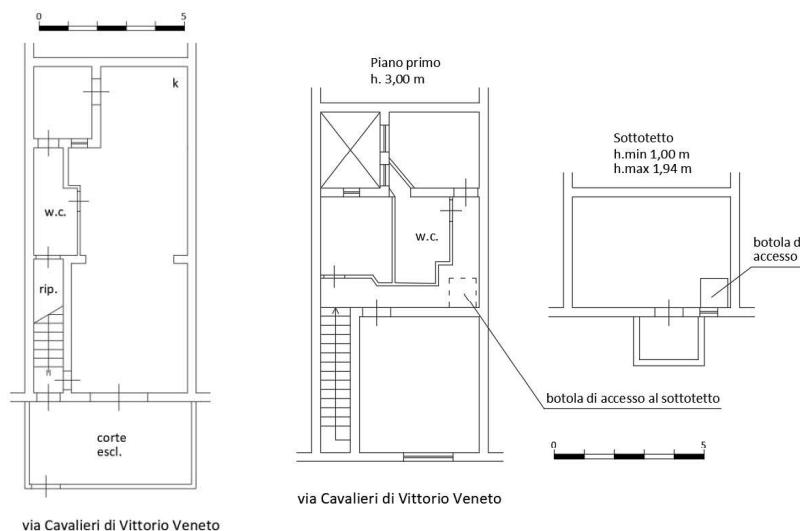 0 5
k
w.c.
rip.
corte
escl.
via Cavalieri di Vittorio Veneto
Piano primo
h. 3,00 m
w.c.
botola di accesso al sottotetto
via Cavalieri di Vittorio Veneto
Sottotetto
h.min 1,00 m
h.max 1,94 m
botola d
accesso
0 5